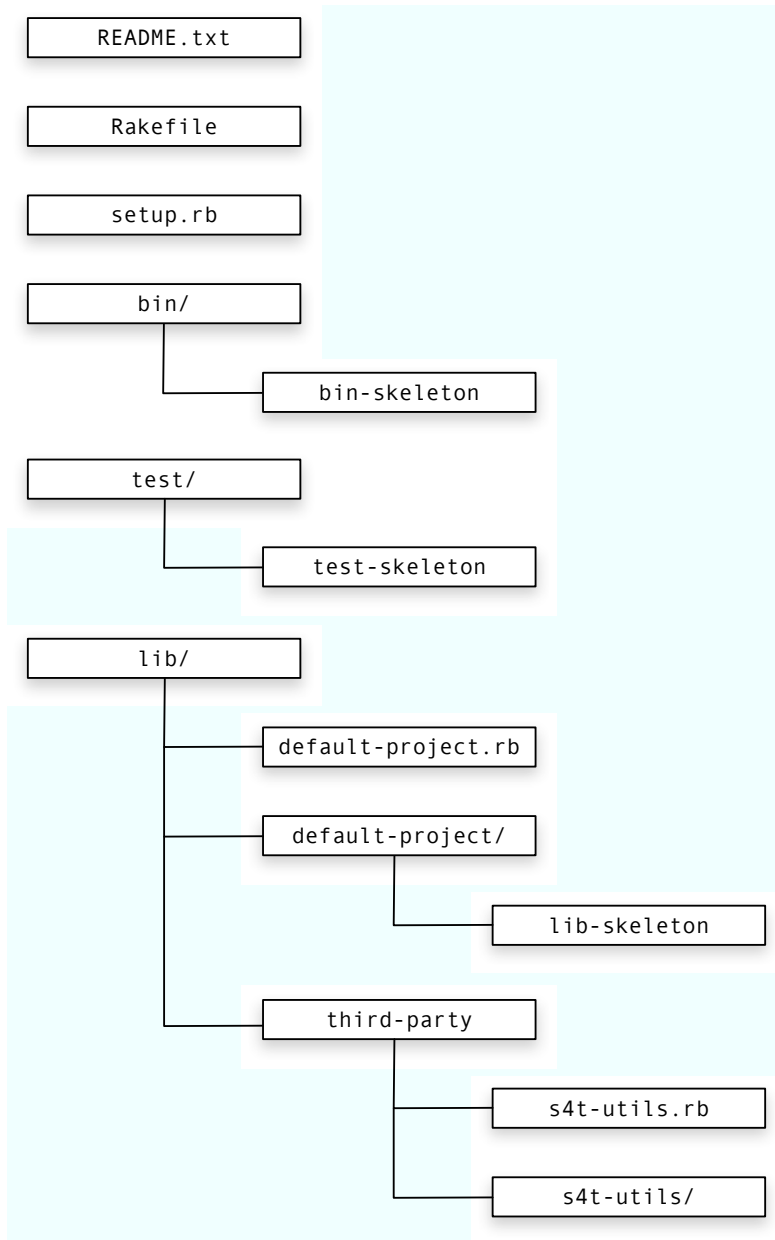 README.txt
Rakefile
setup.rb
bin/
bin-skeleton
test/
test-skeleton
lib/
default-project.rb
default-project/
lib-skeleton
third-party
s4t-utils.rb
s4t-utils/